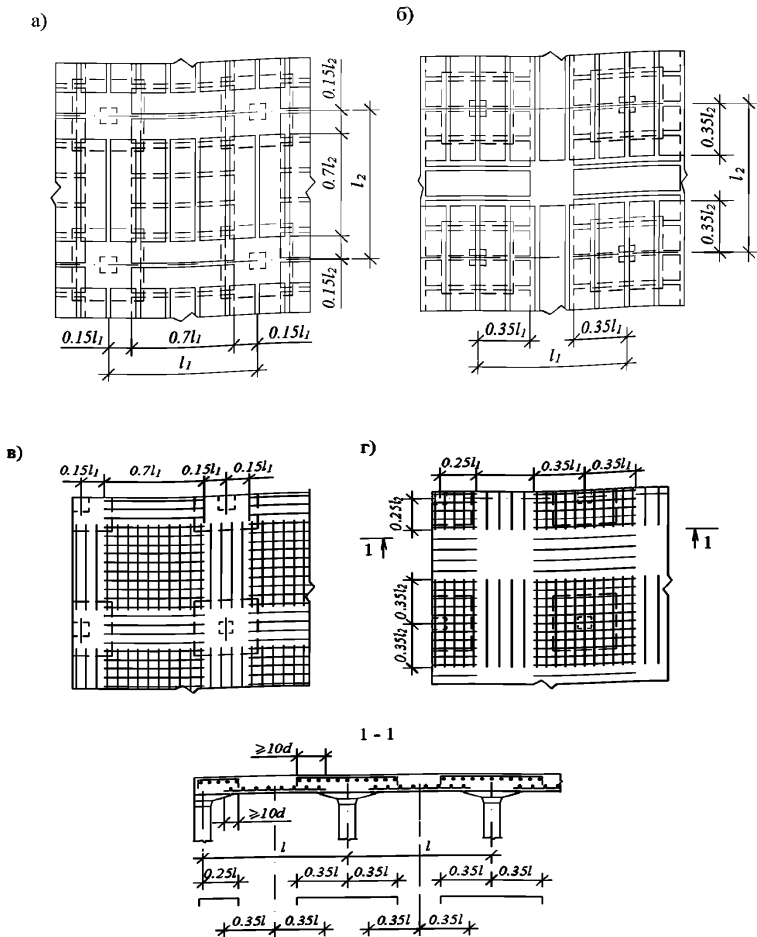 а)
б)
0.15l₂
0.7l₂
l₂
0.15l₂
0.15l₁ 0.7l₁ 0.15l₁
l₁
0.35l₂
l₂
0.35l₂
0.35l₁ 0.35l₁
l₁
в)
0.15l₁ 0.7l₁ 0.15l₁ 0.15l₁
г)
0.25l₁ 0.35l₁ 0.35l₁
0.25l₂
1 1
0.35l₂
0.35l₂
1 - 1
≥10d
≥10d
l l
0.25l 0.35l 0.35l 0.35l 0.35l
0.35l 0.35l 0.35l 0.35l